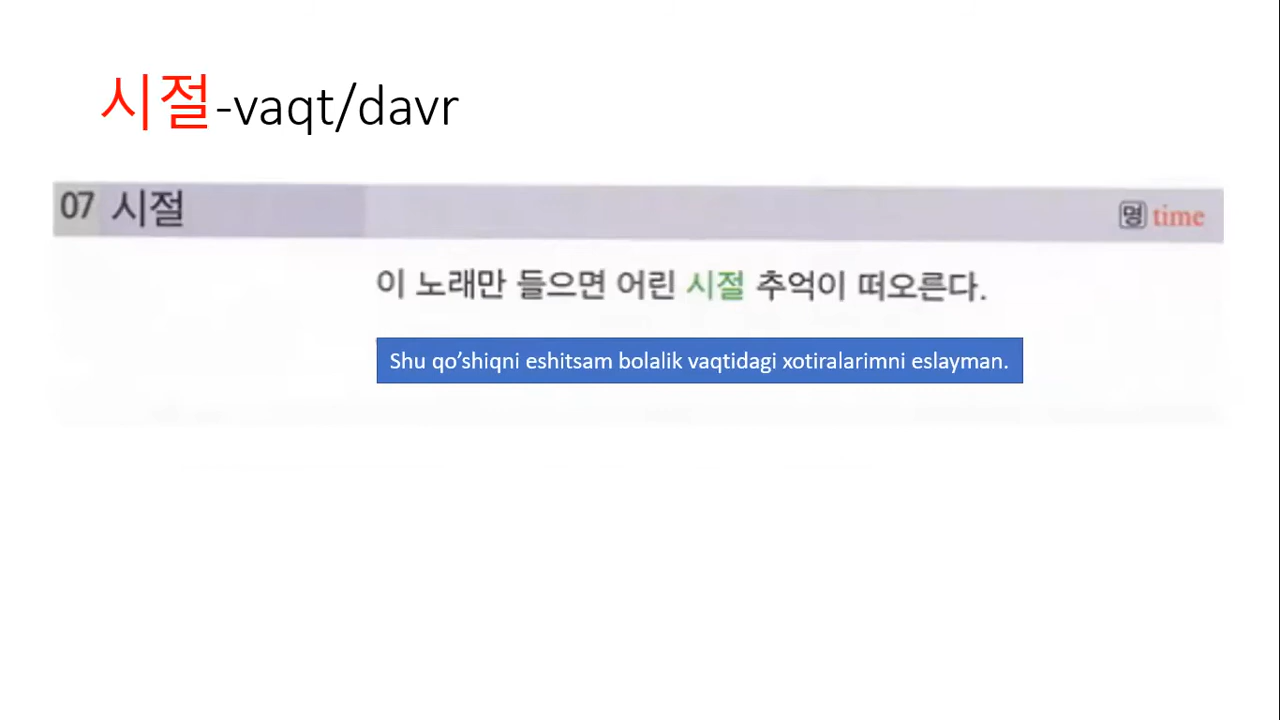 시절-vaqt/davr
07 시절 명 time
이 노래만 들으면 어린 시절 추억이 떠오른다.
Shu qo’shiqni eshitsam bolalik vaqtidagi xotiralarimni eslayman.